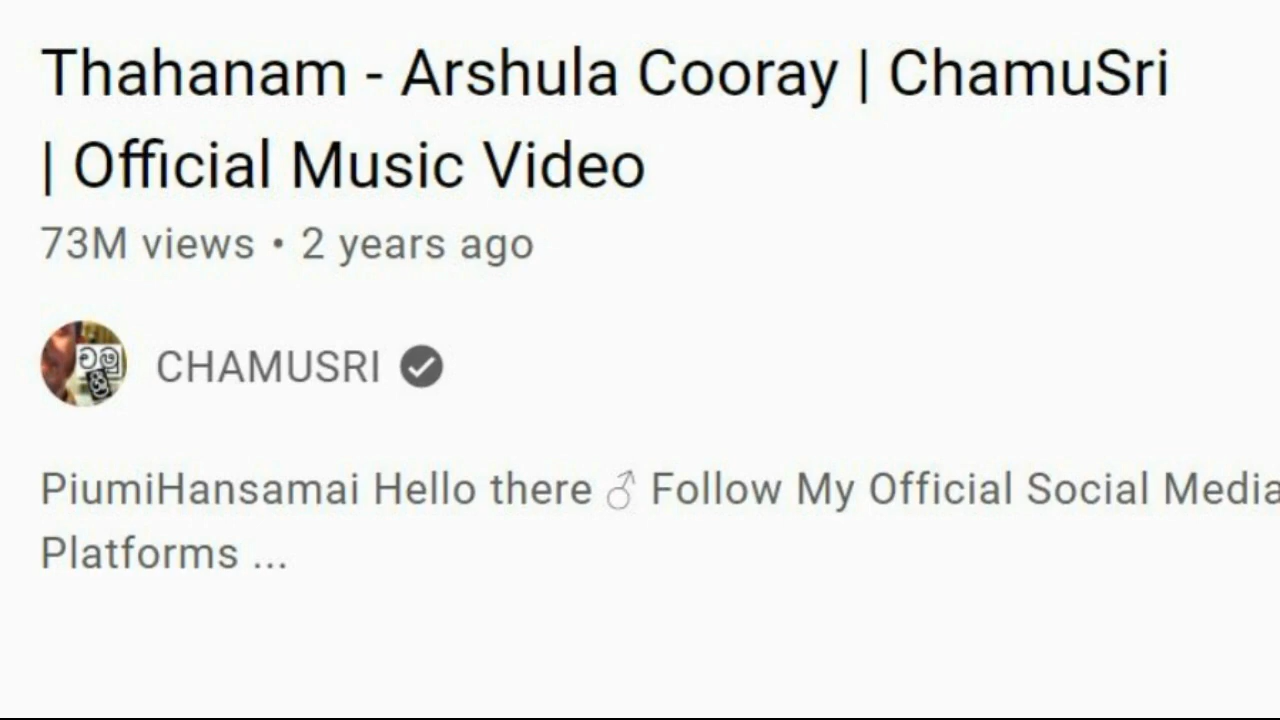 Thahanam - Arshula Cooray | ChamuSri
| Official Music Video
73M views • 2 years ago
CHAMUSRI
PiumiHansamai Hello there ♂ Follow My Official Social Media
Platforms ...